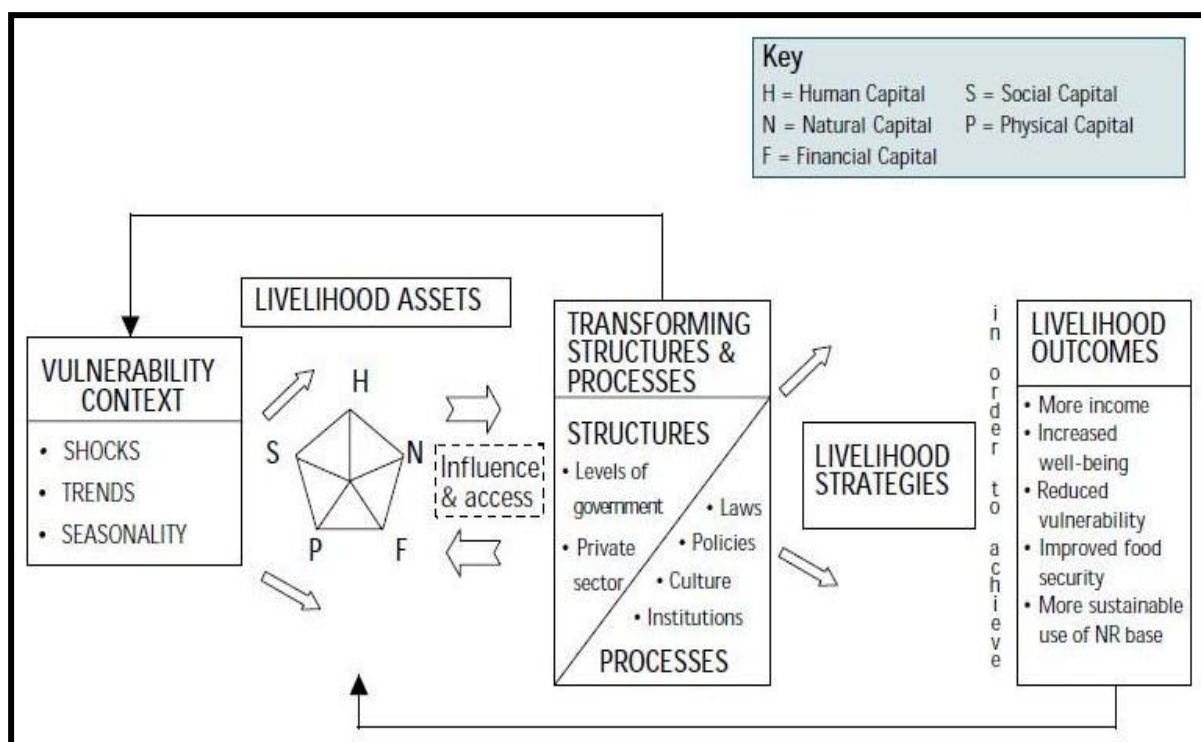 Key
H = Human Capital S = Social Capital
N = Natural Capital P = Physical Capital
F = Financial Capital
LIVELIHOOD ASSETS
VULNERABILITY
CONTEXT
• SHOCKS
• TRENDS
• SEASONALITY
H
S
N
P
F
Influence
& access
TRANSFORMING
STRUCTURES &
PROCESSES
STRUCTURES
• Levels of
government
• Private
sector
• Laws
• Policies
• Culture
• Institutions
PROCESSES
LIVELIHOOD
STRATEGIES
in order to achieve
LIVELIHOOD
OUTCOMES
• More income
• Increased
well-being
• Reduced
vulnerability
• Improved food
security
• More sustainable
use of NR base